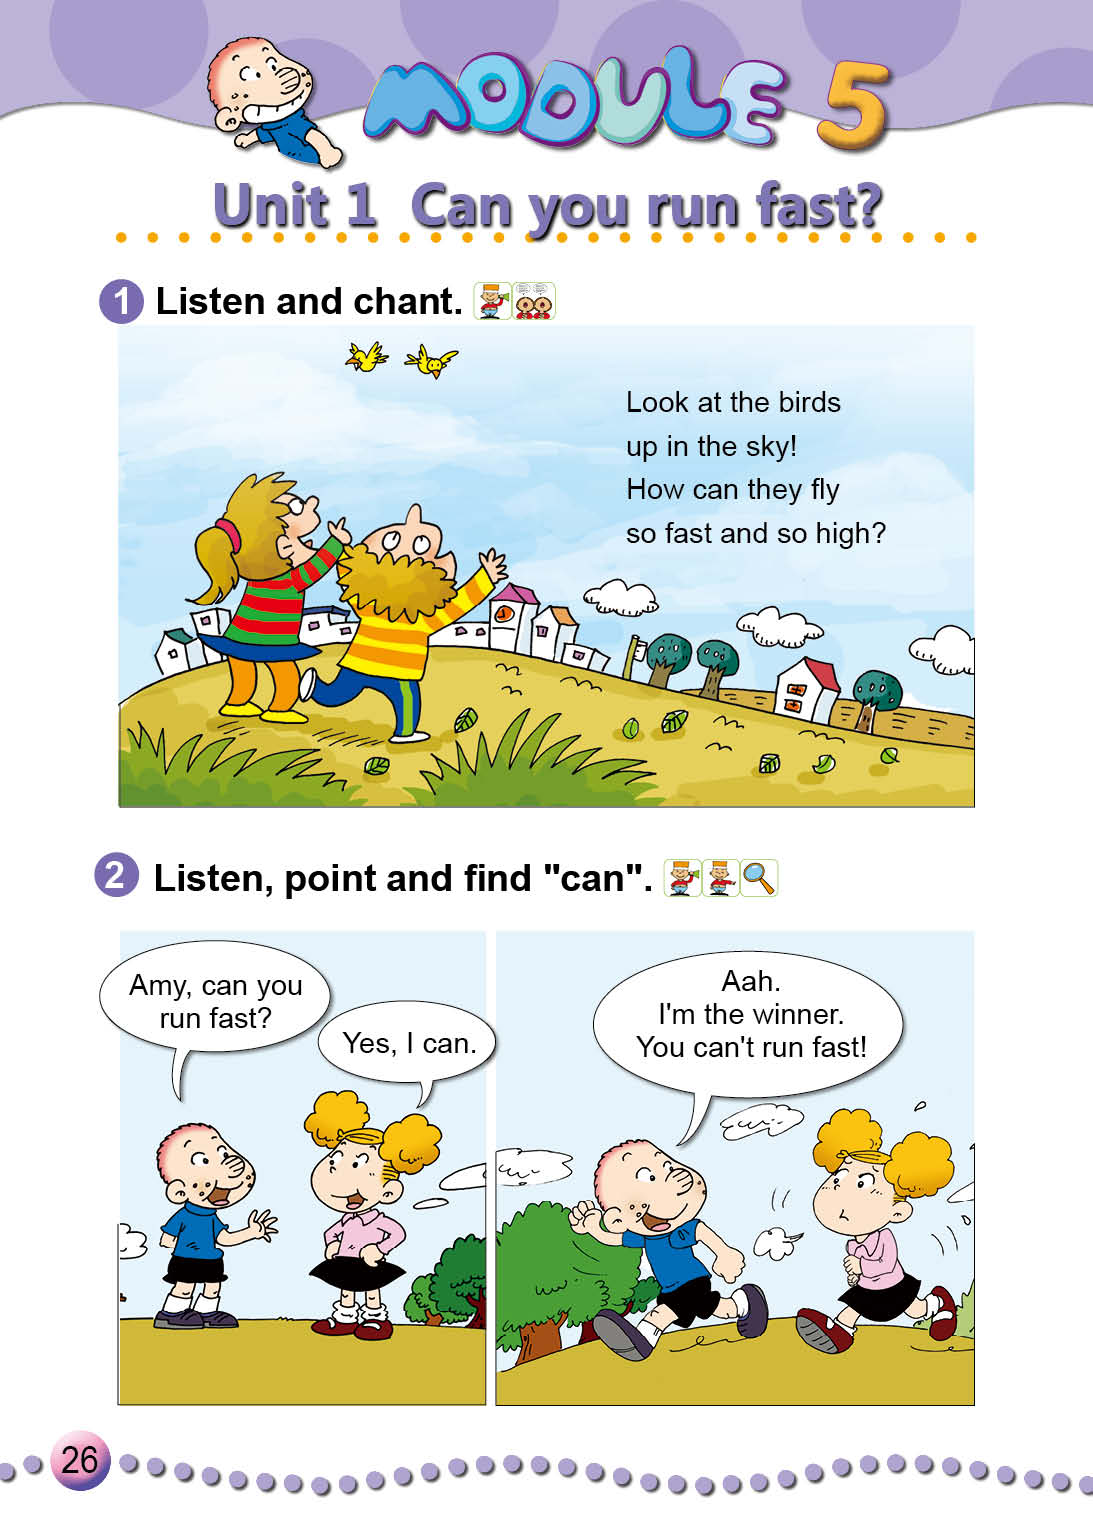 MODULE 5
Unit 1 Can you run fast?
1 Listen and chant.
Look at the birds
up in the sky!
How can they fly
so fast and so high?
2 Listen, point and find "can".
Amy, can you
run fast?
Yes, I can.
Aah.
I'm the winner.
You can't run fast!
26